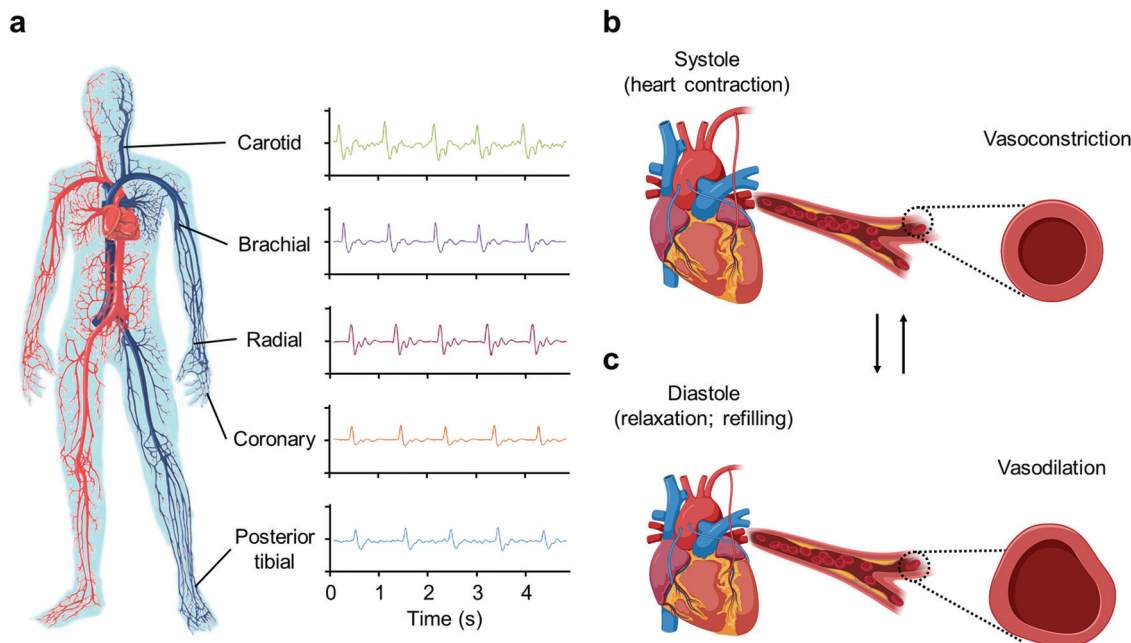 a
Carotid
Brachial
Radial
Coronary
Posterior
tibial
0 1 2 3 4
Time (s)
b
Systole
(heart contraction)
Vasoconstriction
c
Diastole
(relaxation; refilling)
Vasodilation